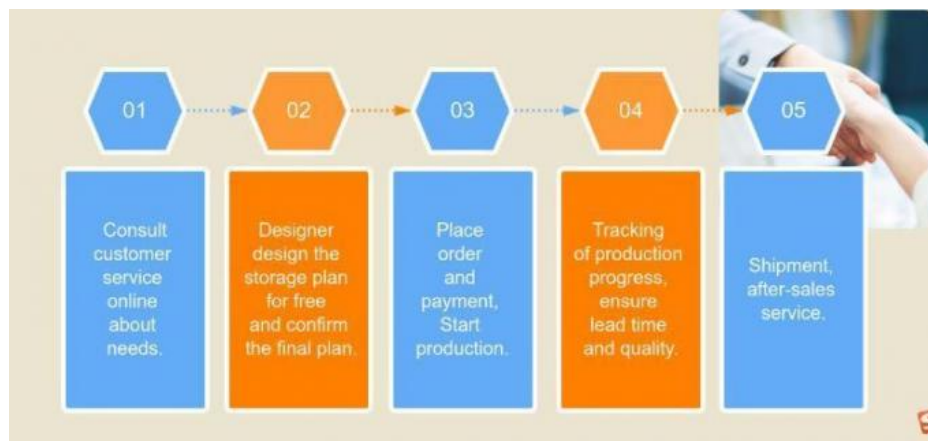 01
02
03
04
05
Consult
customer
service
online
about
needs.
Designer
design the
storage plan
for free
and confirm
the final plan.
Place
order
and
payment,
Start
production.
Tracking
of production
progress,
ensure
lead time
and quality.
Shipment,
after-sales
service.